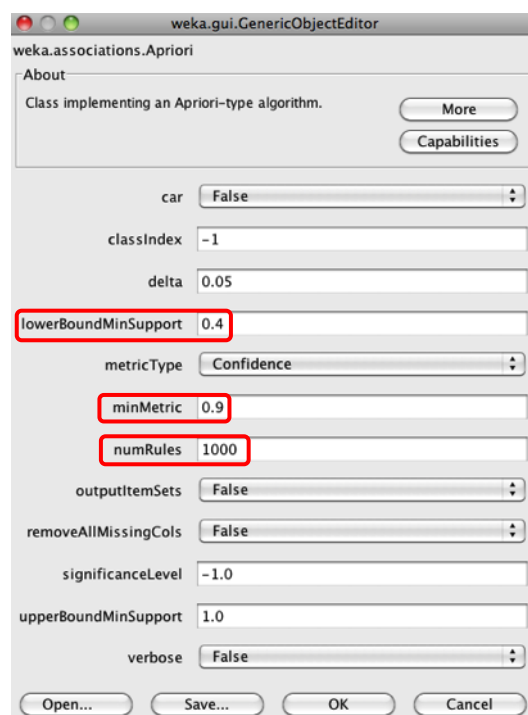 weka.gui.GenericObjectEditor
weka.associations.Apriori
About
Class implementing an Apriori-type algorithm.
More
Capabilities
car False
classIndex -1
delta 0.05
lowerBoundMinSupport 0.4
metricType Confidence
minMetric 0.9
numRules 1000
outputItemSets False
removeAllMissingCols False
significanceLevel -1.0
upperBoundMinSupport 1.0
verbose False
Open... Save... OK Cancel